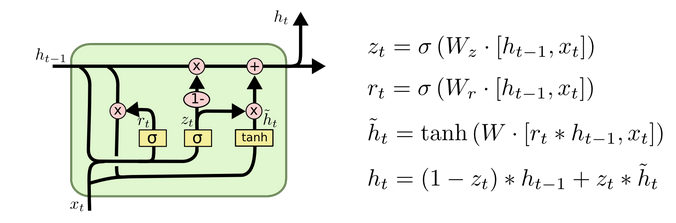 h_t
h_{t-1}
x
1-
+
x
r_t
z_t
x
h̃_t
σ
σ
tanh
x_t
z_t = σ (W_z · [h_{t-1}, x_t])
r_t = σ (W_r · [h_{t-1}, x_t])
h̃_t = tanh (W · [r_t * h_{t-1}, x_t])
h_t = (1 − z_t) * h_{t-1} + z_t * h̃_t